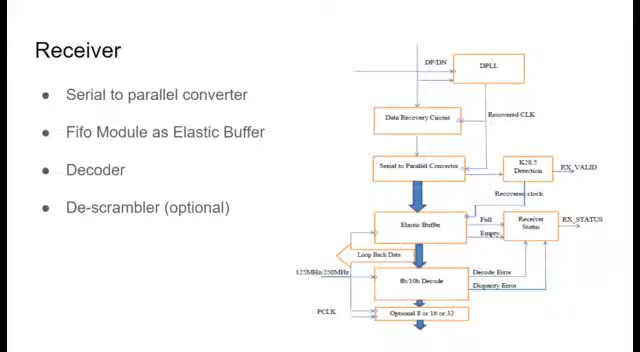 Receiver
● Serial to parallel converter
● Fifo Module as Elastic Buffer
● Decoder
● De-scrambler (optional)
DP/DN
DPLL
Data Recovery Circuit
Recovered CLK
Serial to Parallel Convertor
K28.5
Detection
RX_VALID
Recovered clock
Elastic Buffer
Full
Empty
Receiver
Status
RX_STATUS
Loop Back Data
125MHz/250MHz
8b/10b Decode
Decode Error
Disparity Error
PCLK
Optional 8 or 16 or 32